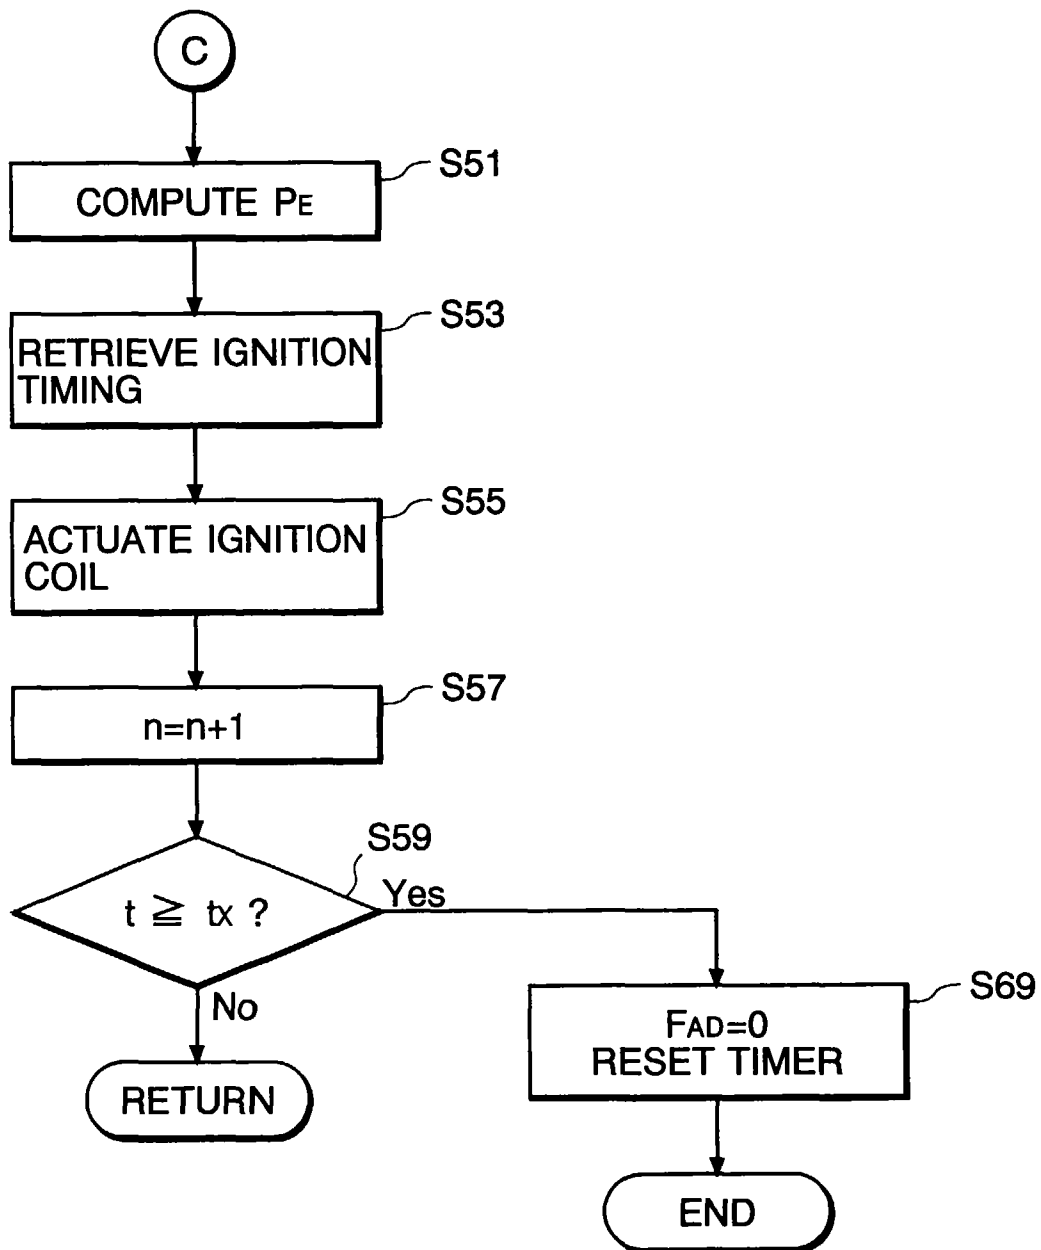 C
S51
COMPUTE PE
S53
RETRIEVE IGNITION
TIMING
S55
ACTUATE IGNITION
COIL
S57
n=n+1
S59
t ≧ tx ?
Yes
No
S69
FAD=0
RESET TIMER
RETURN
END